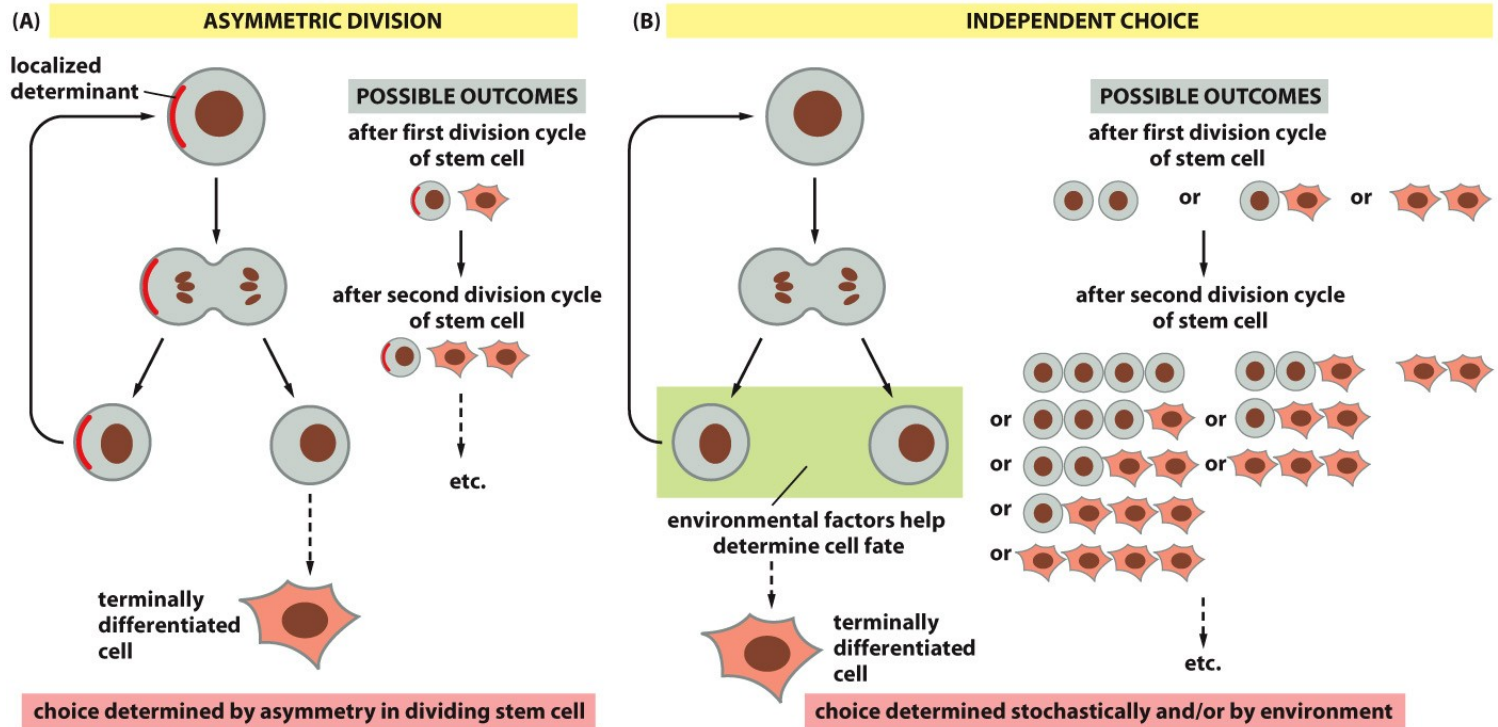 (A) ASYMMETRIC DIVISION
localized
determinant
POSSIBLE OUTCOMES
after first division cycle
of stem cell
after second division cycle
of stem cell
etc.
terminally
differentiated
cell
choice determined by asymmetry in dividing stem cell
(B) INDEPENDENT CHOICE
environmental factors help
determine cell fate
terminally
differentiated
cell
POSSIBLE OUTCOMES
after first division cycle
of stem cell
or or
after second division cycle
of stem cell
or or
or or
or
or
etc.
choice determined stochastically and/or by environment